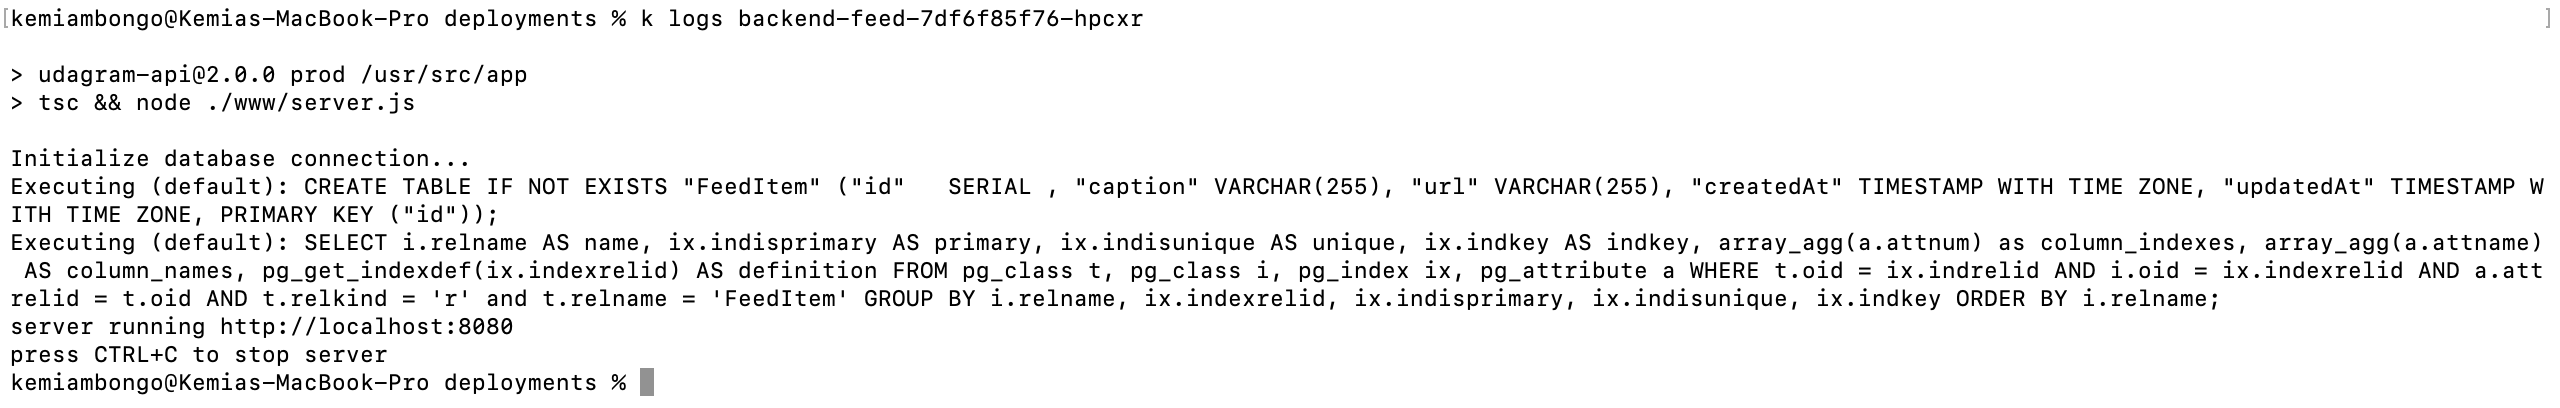 [kemiambongo@Kemias-MacBook-Pro deployments % k logs backend-feed-7df6f85f76-hpcxr ]
> udagram-api@2.0.0 prod /usr/src/app
> tsc && node ./www/server.js
Initialize database connection...
Executing (default): CREATE TABLE IF NOT EXISTS "FeedItem" ("id"   SERIAL , "caption" VARCHAR(255), "url" VARCHAR(255), "createdAt" TIMESTAMP WITH TIME ZONE, "updatedAt" TIMESTAMP W
ITH TIME ZONE, PRIMARY KEY ("id"));
Executing (default): SELECT i.relname AS name, ix.indisprimary AS primary, ix.indisunique AS unique, ix.indkey AS indkey, array_agg(a.attnum) as column_indexes, array_agg(a.attname)
 AS column_names, pg_get_indexdef(ix.indexrelid) AS definition FROM pg_class t, pg_class i, pg_index ix, pg_attribute a WHERE t.oid = ix.indrelid AND i.oid = ix.indexrelid AND a.att
relid = t.oid AND t.relkind = 'r' and t.relname = 'FeedItem' GROUP BY i.relname, ix.indexrelid, ix.indisprimary, ix.indisunique, ix.indkey ORDER BY i.relname;
server running http://localhost:8080
press CTRL+C to stop server
kemiambongo@Kemias-MacBook-Pro deployments %